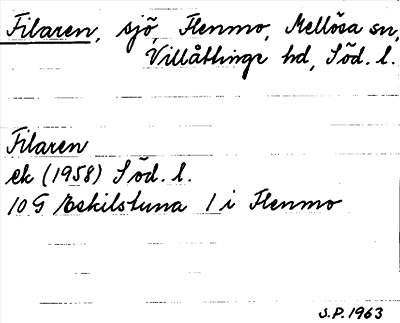 Filaren, sjö, Flenmo, Mellösa sn,
Villåttinge hd, Söd. l.
Filaren
ek (1958) Söd. l.
10 G Eskilstuna 1 i Flenmo
S.P. 1963